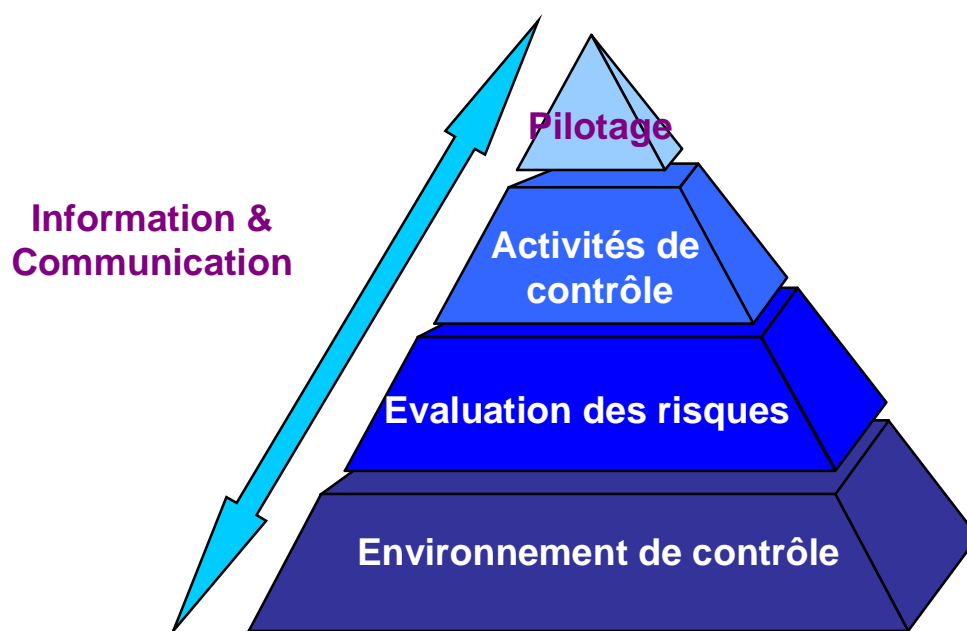 Pilotage
Information &
Communication
Activités de
contrôle
Evaluation des risques
Environnement de contrôle